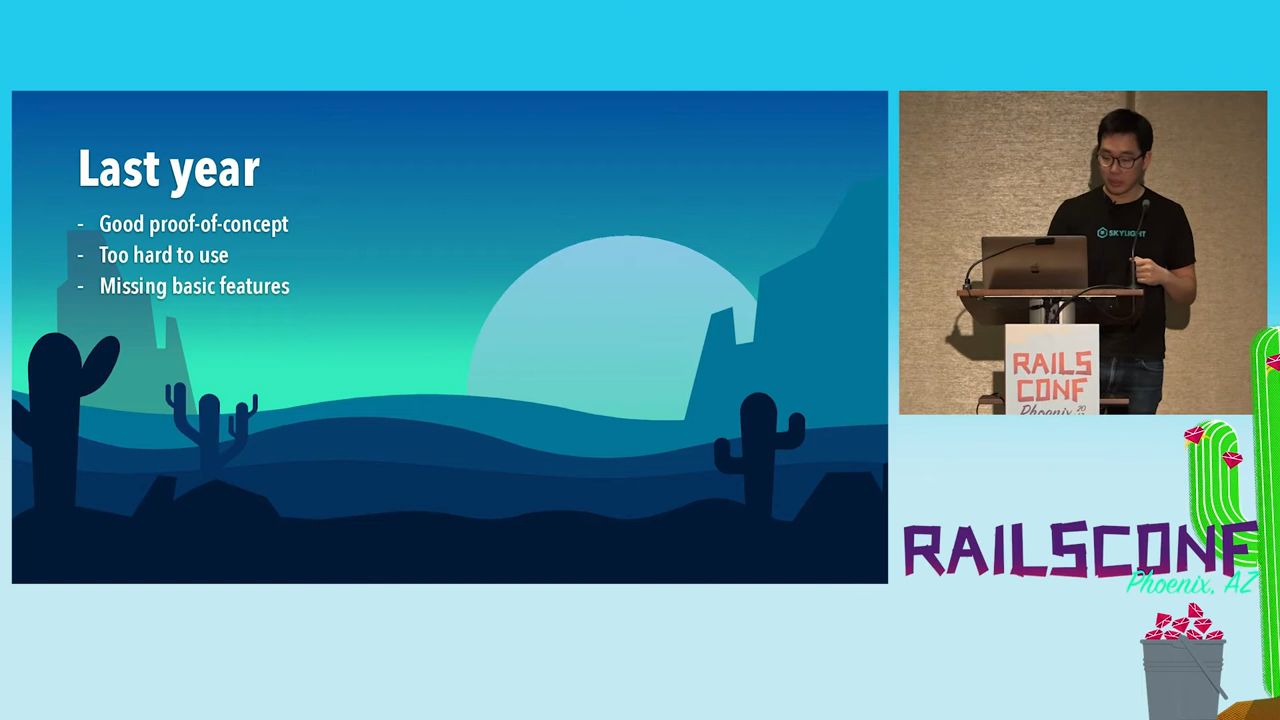 Last year
- Good proof-of-concept
- Too hard to use
- Missing basic features
SKYLIGHT
RAILS
CONF
Phoenix
20
RAILSCONF
Phoenix, AZ